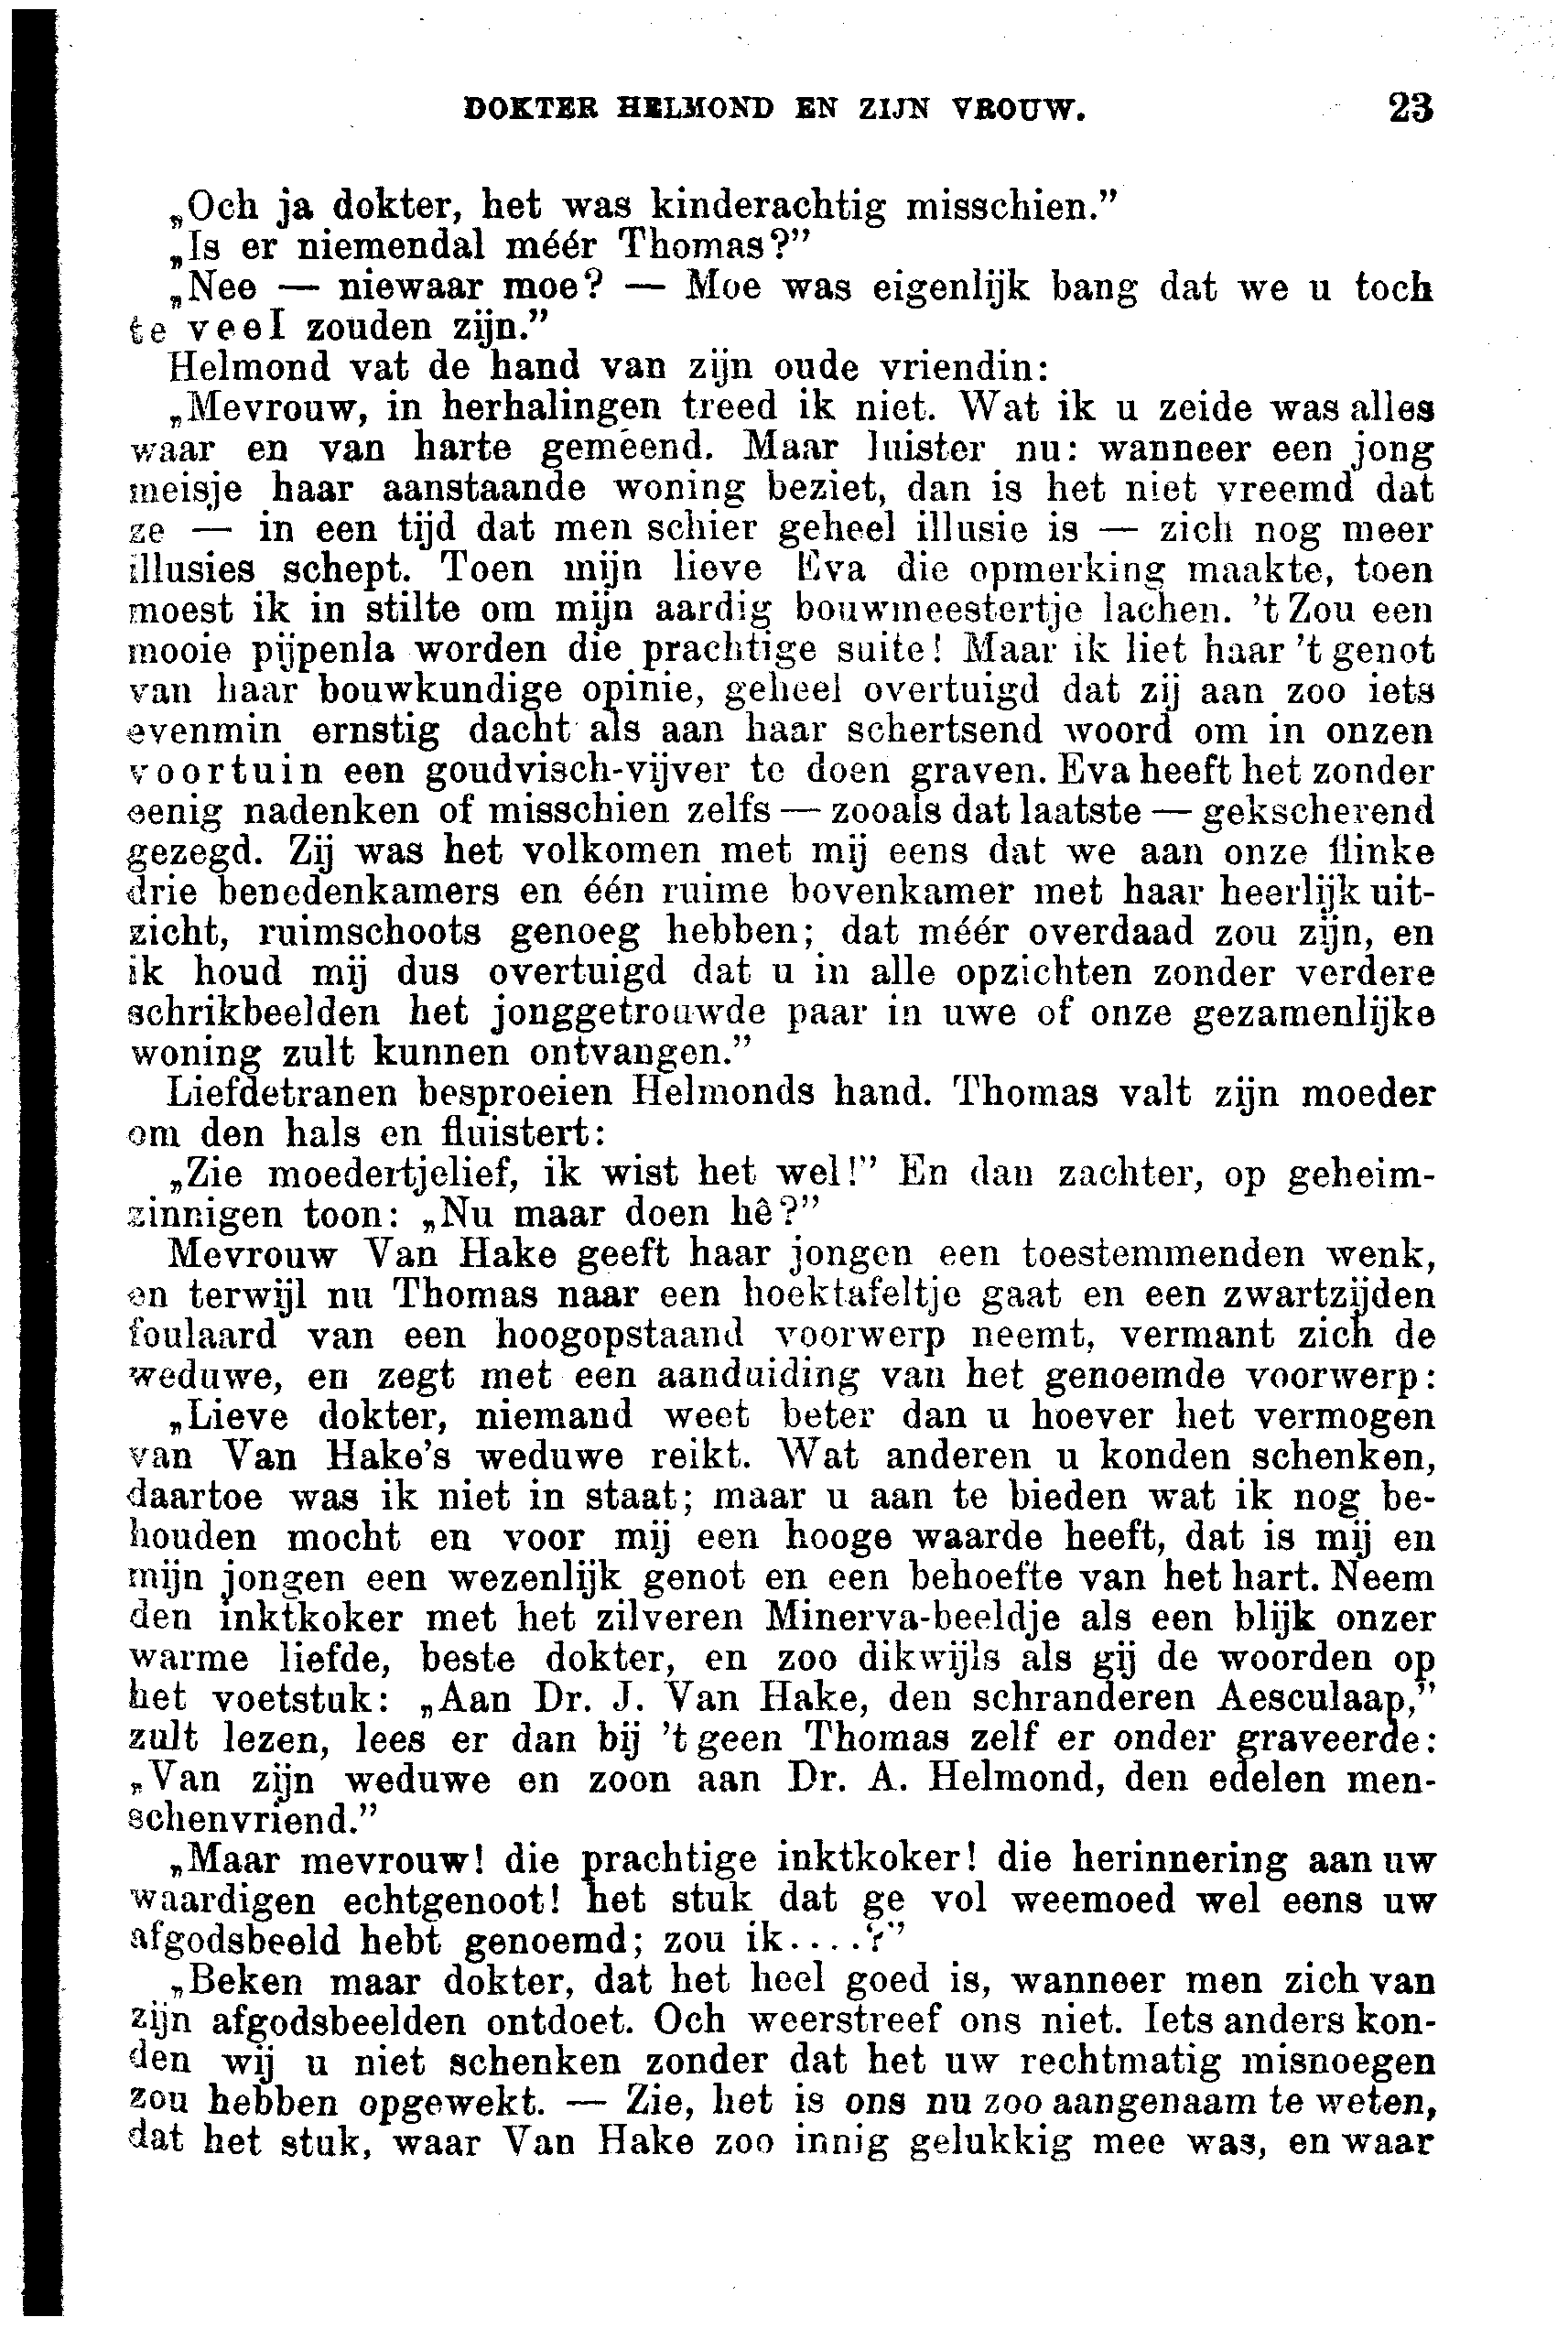 DOKTER HELMOND EN ZIJN VROUW. 23
„Och ja dokter, het was kinderachtig misschien.”
„Is er niemendal méér Thomas?”
„Nee — niewaar moe? — Moe was eigenlijk bang dat we u toch
te veel zouden zijn.”
Helmond vat de hand van zijn oude vriendin:
„Mevrouw, in herhalingen treed ik niet. Wat ik u zeide was alles
waar en van harte gemeend. Maar luister nu: wanneer een jong
meisje haar aanstaande woning beziet, dan is het niet vreemd dat
ze — in een tijd dat men schier geheel illusie is — zich nog meer
illusies schept. Toen mijn lieve Eva die opmerking maakte, toen
moest ik in stilte om mijn aardig bouwmeestertje lachen. 't Zou een
mooie pijpenla worden die prachtige suite! Maar ik liet haar 't genot
van haar bouwkundige opinie, geheel overtuigd dat zij aan zoo iets
evenmin ernstig dacht als aan haar schertsend woord om in onzen
voortuin een goudvisch-vijver te doen graven. Eva heeft het zonder
eenig nadenken of misschien zelfs — zooals dat laatste — gekscherend
gezegd. Zij was het volkomen met mij eens dat we aan onze flinke
drie benedenkamers en één ruime bovenkamer met haar heerlijk uit-
zicht, ruimschoots genoeg hebben; dat méér overdaad zou zijn, en
ik houd mij dus overtuigd dat u in alle opzichten zonder verdere
schrikbeelden het jonggetrouwde paar in uwe of onze gezamenlijke
woning zult kunnen ontvangen.”
Liefdetranen besproeien Helmonds hand. Thomas valt zijn moeder
om den hals en fluistert:
„Zie moedertjelief, ik wist het wel!” En dan zachter, op geheim-
zinnigen toon: „Nu maar doen hê?”
Mevrouw Van Hake geeft haar jongen een toestemmenden wenk,
en terwijl nu Thomas naar een hoektafeltje gaat en een zwartzijden
foulaard van een hoogopstaand voorwerp neemt, vermant zich de
weduwe, en zegt met een aanduiding van het genoemde voorwerp:
„Lieve dokter, niemand weet beter dan u hoever het vermogen
van Van Hake's weduwe reikt. Wat anderen u konden schenken,
daartoe was ik niet in staat; maar u aan te bieden wat ik nog be-
houden mocht en voor mij een hooge waarde heeft, dat is mij en
mijn jongen een wezenlijk genot en een behoefte van het hart. Neem
den inktkoker met het zilveren Minerva-beeldje als een blijk onzer
warme liefde, beste dokter, en zoo dikwijls als gij de woorden op
het voetstuk: „Aan Dr. J. Van Hake, den schranderen Aesculaap,”
zult lezen, lees er dan bij 't geen Thomas zelf er onder graveerde:
„Van zijn weduwe en zoon aan Dr. A. Helmond, den edelen men-
schenvriend.”
„Maar mevrouw! die prachtige inktkoker! die herinnering aan uw
waardigen echtgenoot! het stuk dat ge vol weemoed wel eens uw
afgodsbeeld hebt genoemd; zou ik....?”
„Beken maar dokter, dat het heel goed is, wanneer men zich van
zijn afgodsbeelden ontdoet. Och weerstreef ons niet. Iets anders kon-
den wij u niet schenken zonder dat het uw rechtmatig misnoegen
zou hebben opgewekt. — Zie, het is ons nu zoo aangenaam te weten,
dat het stuk, waar Van Hake zoo innig gelukkig mee was, en waar